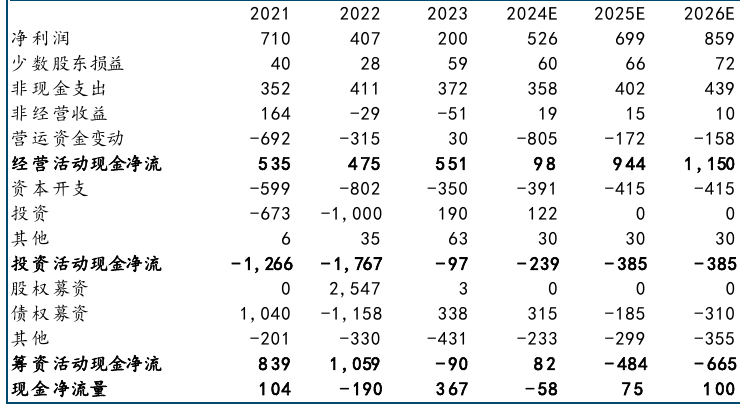 2021 2022 2023 2024E 2025E 2026E
净利润 710 407 200 526 699 859
少数股东损益 40 28 59 60 66 72
非现金支出 352 411 372 358 402 439
非经营收益 164 -29 -51 19 15 10
营运资金变动 -692 -315 30 -805 -172 -158
经营活动现金净流 535 475 551 98 944 1,150
资本开支 -599 -802 -350 -391 -415 -415
投资 -673 -1,000 190 122 0 0
其他 6 35 63 30 30 30
投资活动现金净流 -1,266 -1,767 -97 -239 -385 -385
股权募资 0 2,547 3 0 0 0
债权募资 1,040 -1,158 338 315 -185 -310
其他 -201 -330 -431 -233 -299 -355
筹资活动现金净流 839 1,059 -90 82 -484 -665
现金净流量 104 -190 367 -58 75 100